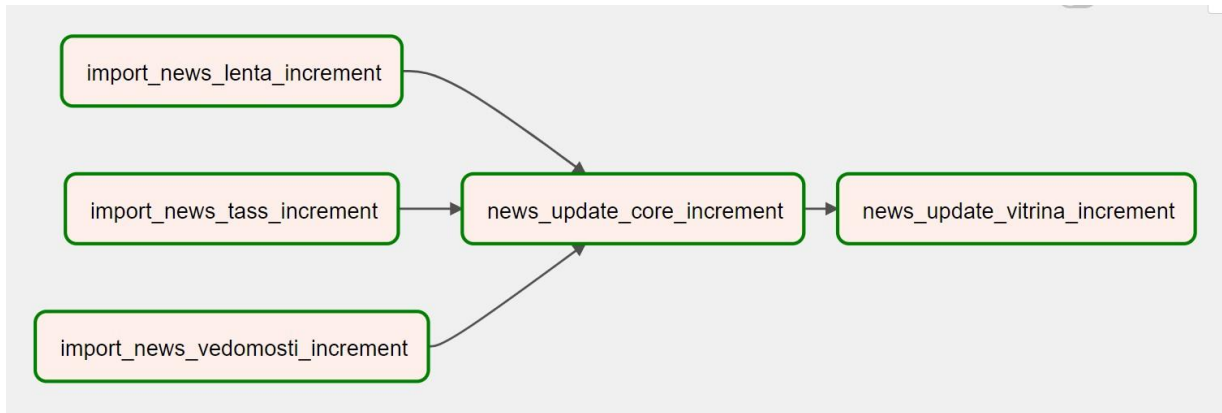 import_news_lenta_increment
import_news_tass_increment
news_update_core_increment
news_update_vitrina_increment
import_news_vedomosti_increment